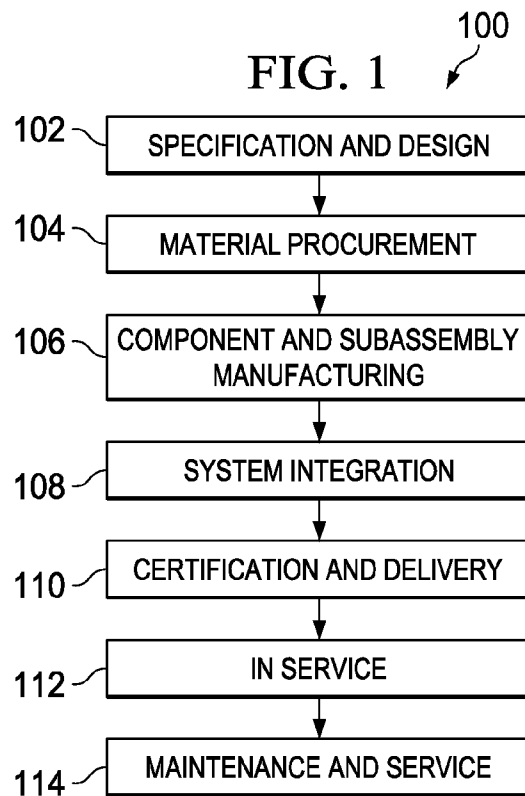 100
FIG. 1
102
SPECIFICATION AND DESIGN
104
MATERIAL PROCUREMENT
106
COMPONENT AND SUBASSEMBLY
MANUFACTURING
108
SYSTEM INTEGRATION
110
CERTIFICATION AND DELIVERY
112
IN SERVICE
114
MAINTENANCE AND SERVICE